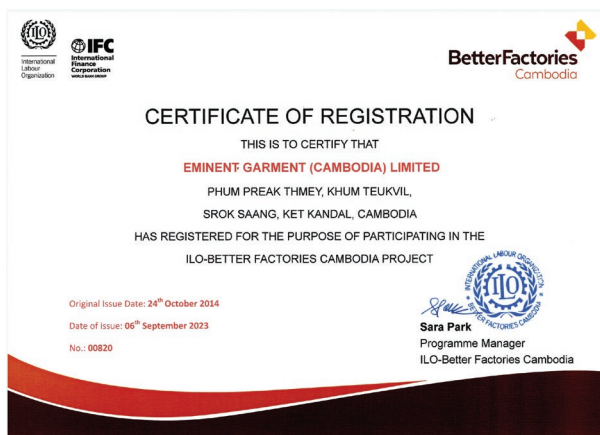 ILO
International
Labour
Organization
IFC
International
Finance
Corporation
WORLD BANK GROUP
BetterFactories
Cambodia
CERTIFICATE OF REGISTRATION
THIS IS TO CERTIFY THAT
EMINENT GARMENT (CAMBODIA) LIMITED
PHUM PREAK THMEY, KHUM TEUKVIL,
SROK SAANG, KET KANDAL, CAMBODIA
HAS REGISTERED FOR THE PURPOSE OF PARTICIPATING IN THE
ILO-BETTER FACTORIES CAMBODIA PROJECT
Original Issue Date: 24th October 2014
Date of issue: 06th September 2023
No.: 00820
INTERNATIONAL LABOUR ORGANIZATION
ILO
BETTER FACTORIES CAMBODIA
Sara Park
Programme Manager
ILO-Better Factories Cambodia